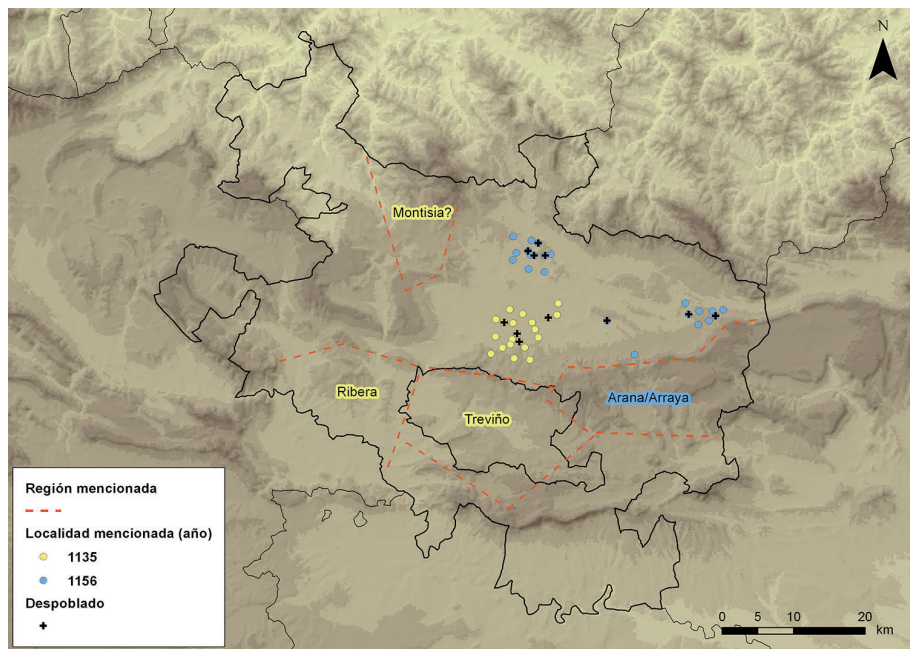 N
Montisia?
Ribera
Arana/Arraya
Treviño
Región mencionada
Localidad mencionada (año)
1135
1156
Despoblado
0 5 10 20
km